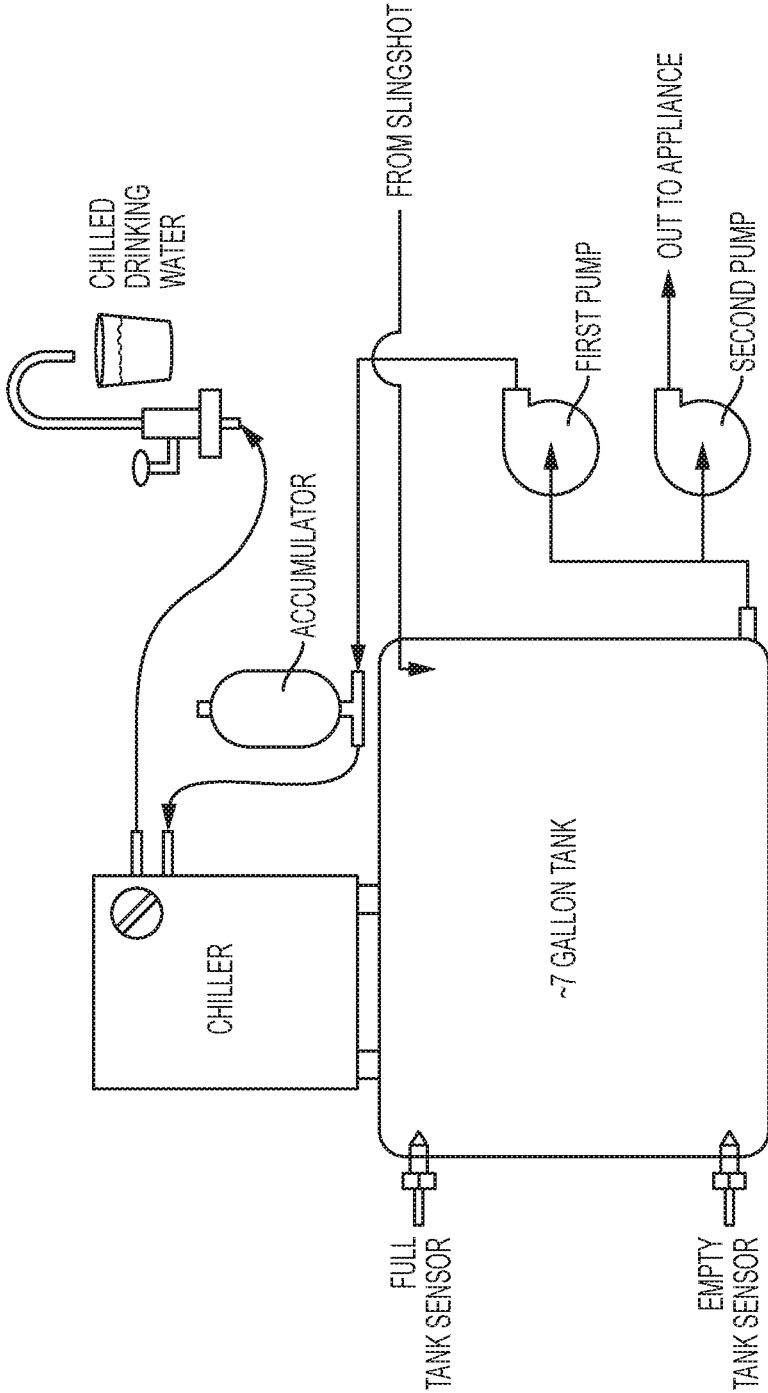 CHILLED
DRINKING
WATER
FROM SLINGSHOT
OUT TO APPLIANCE
FIRST PUMP
SECOND PUMP
ACCUMULATOR
CHILLER
~7 GALLON TANK
FULL
TANK SENSOR
EMPTY
TANK SENSOR